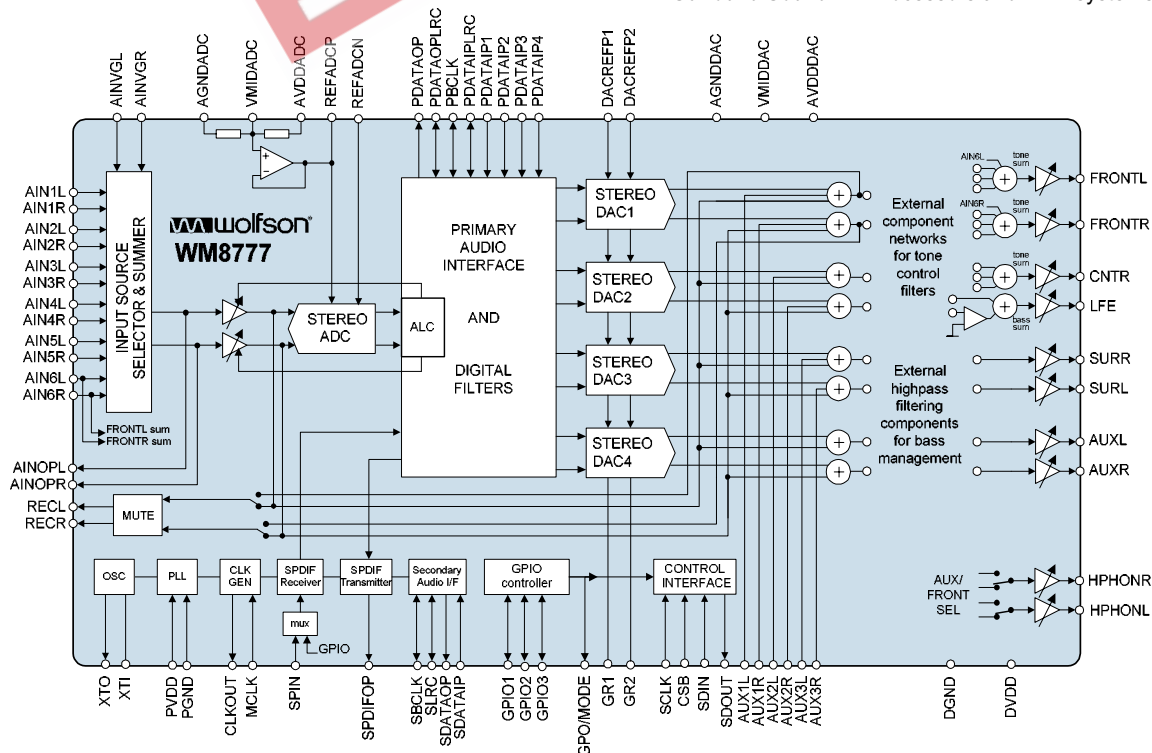 AINVGL
AINVGR
AGNDADC
VMIDADC
AVDDADC
REFADCP
REFADCN
PDATAOP
PDATAOPLRC
PBCLK
PDATAIPLRC
PDATAIP1
PDATAIP2
PDATAIP3
PDATAIP4
DACREFP1
DACREFP2
AGNDDAC
VMIDDAC
AVDDDAC
AIN1L
AIN1R
AIN2L
AIN2R
AIN3L
AIN3R
AIN4L
AIN4R
AIN5L
AIN5R
AIN6L
AIN6R
INPUT SOURCE
SELECTOR & SUMMER
FRONTL sum
FRONTR sum
AINOPL
AINOPR
RECL
RECR
MUTE
wolfson
WM8777
+
-
STEREO
ADC
ALC
PRIMARY
AUDIO
INTERFACE
AND
DIGITAL
FILTERS
STEREO
DAC1
STEREO
DAC2
STEREO
DAC3
STEREO
DAC4
+
+
+
+
+
+
+
+
External
component
networks
for tone
control
filters
External
highpass
filtering
components
for bass
management
AIN6L
tone
sum
+
FRONTL
AIN6R
tone
sum
+
FRONTR
tone
sum
+
CNTR
+
bass
sum
LFE
SURR
SURL
AUXL
AUXR
AUX/
FRONT
SEL
HPHONR
HPHONL
OSC
PLL
CLK
GEN
SPDIF
Receiver
SPDIF
Transmitter
Secondary
Audio I/F
GPIO
controller
CONTROL
INTERFACE
mux
GPIO
XTO
XTI
PVDD
PGND
CLKOUT
MCLK
SPIN
SPDIFOP
SBCLK
SLRC
SDATAOP
SDATAIP
GPIO1
GPIO2
GPIO3
GPO/MODE
GR1
GR2
SCLK
CSB
SDIN
SDOUT
AUX1L
AUX1R
AUX2L
AUX2R
AUX3L
AUX3R
DGND
DVDD